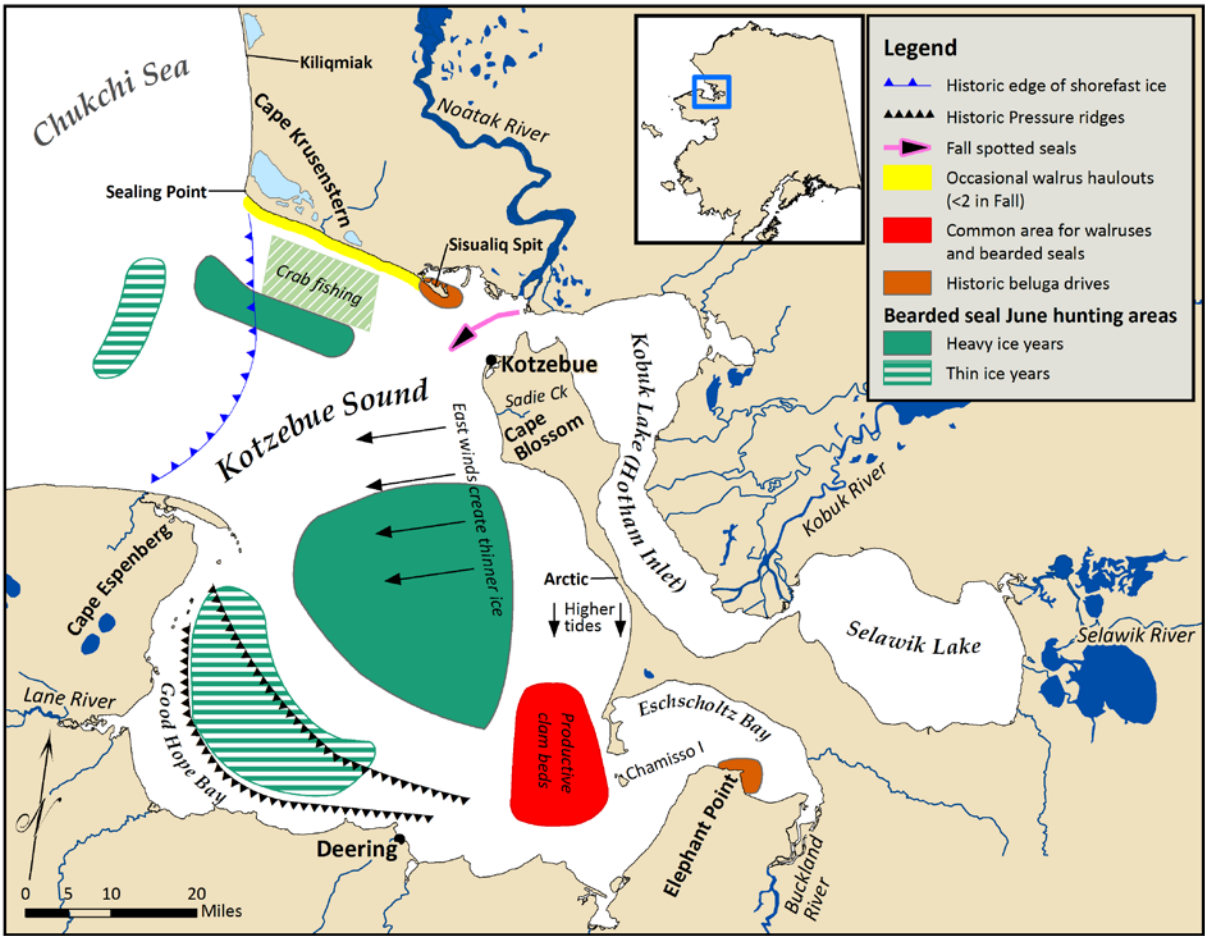 Chukchi Sea
Kiliqmiak
Cape Krusenstern
Noatak River
Sealing Point
Sisualiq Spit
Crab fishing
Legend
Historic edge of shorefast ice
Historic Pressure ridges
Fall spotted seals
Occasional walrus haulouts
(<2 in Fall)
Common area for walruses
and bearded seals
Historic beluga drives
Bearded seal June hunting areas
Heavy ice years
Thin ice years
Kotzebue
Kotzebue Sound
Sadie Ck
Cape
Blossom
Kobuk Lake (Hotham Inlet)
East winds create thinner ice
Kobuk River
Cape Espenberg
Arctic
Higher
tides
Selawik Lake
Selawik River
Lane River
Good Hope Bay
Productive
clam beds
Eschscholtz Bay
Chamisso I
Elephant Point
Buckland
River
Deering
N
0 5 10 20
Miles